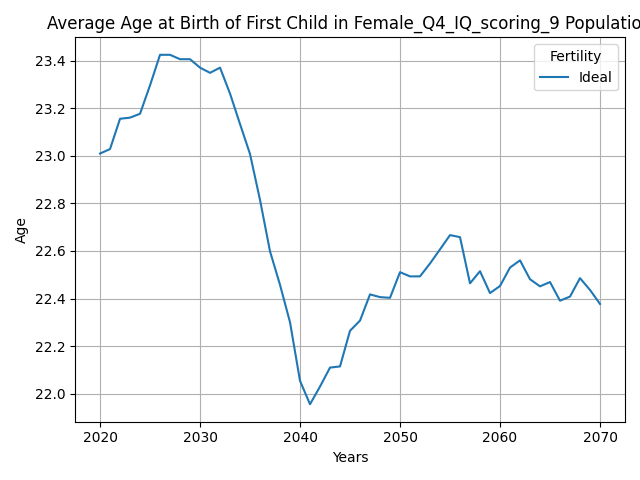 Average Age at Birth of First Child in Female_Q4_IQ_scoring_9 Populatio
Fertility
Ideal
23.4
23.2
23.0
22.8
22.6
22.4
22.2
22.0
Age
2020 2030 2040 2050 2060 2070
Years